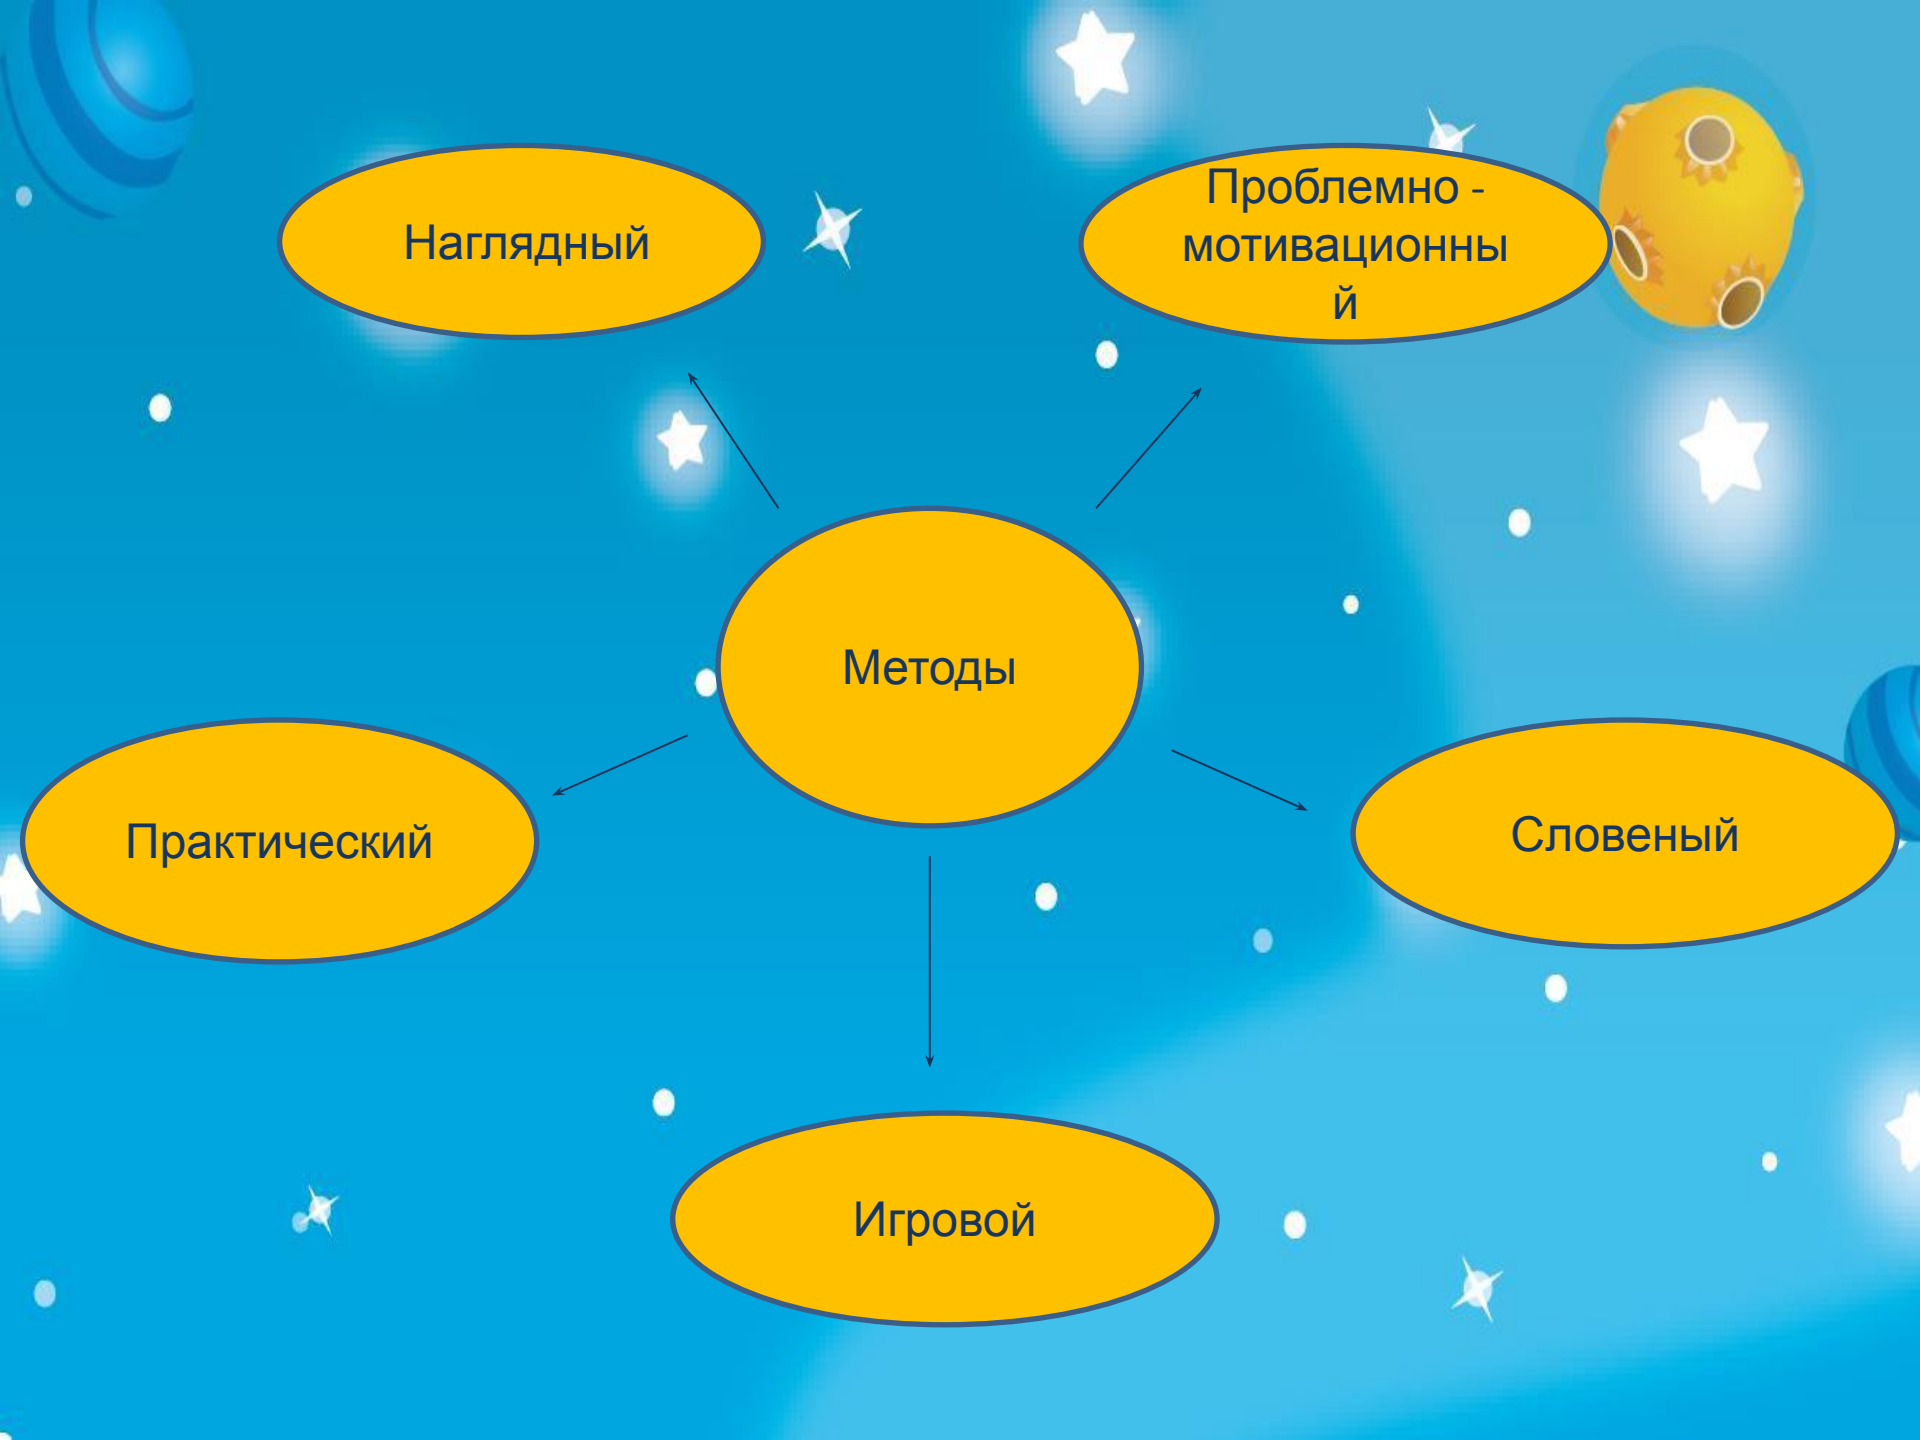 Наглядный
Проблемно -
мотивационны
й
Методы
Практический
Словеный
Игровой